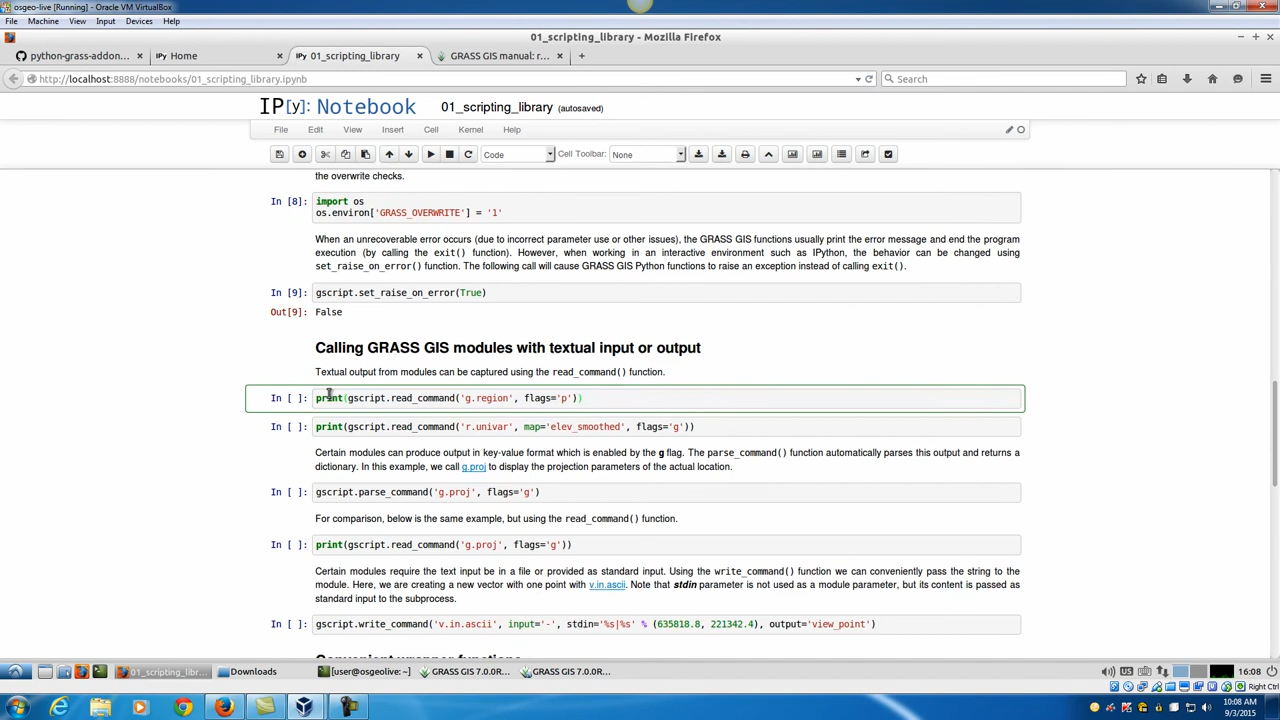 osgeo-live [Running] - Oracle VM VirtualBox
File Machine View Input Devices Help
01_scripting_library - Mozilla Firefox
python-grass-addon... IPy Home IPy 01_scripting_library GRASS GIS manual: r...
http://localhost:8888/notebooks/01_scripting_library.ipynb Search
IP[y]: Notebook 01_scripting_library (autosaved)
File Edit View Insert Cell Kernel Help
Code Cell Toolbar: None
the overwrite checks.
In [8]: import os
os.environ['GRASS_OVERWRITE'] = '1'
When an unrecoverable error occurs (due to incorrect parameter use or other issues), the GRASS GIS functions usually print the error message and end the program
execution (by calling the exit() function). However, when working in an interactive environment such as IPython, the behavior can be changed using
set_raise_on_error() function. The following call will cause GRASS GIS Python functions to raise an exception instead of calling exit().
In [9]: gscript.set_raise_on_error(True)
Out[9]: False
Calling GRASS GIS modules with textual input or output
Textual output from modules can be captured using the read_command() function.
In [ ]: print(gscript.read_command('g.region', flags='p'))
In [ ]: print(gscript.read_command('r.univar', map='elev_smoothed', flags='g'))
Certain modules can produce output in key-value format which is enabled by the g flag. The parse_command() function automatically parses this output and returns a
dictionary. In this example, we call g.proj to display the projection parameters of the actual location.
In [ ]: gscript.parse_command('g.proj', flags='g')
For comparison, below is the same example, but using the read_command() function.
In [ ]: print(gscript.read_command('g.proj', flags='g'))
Certain modules require the text input be in a file or provided as standard input. Using the write_command() function we can conveniently pass the string to the
module. Here, we are creating a new vector with one point with v.in.ascii. Note that stdin parameter is not used as a module parameter, but its content is passed as
standard input to the subprocess.
In [ ]: gscript.write_command('v.in.ascii', input='-', stdin='%s|%s' % (635818.8, 221342.4), output='view_point')
01_scripting_libr... Downloads [user@osgeolive: ~] GRASS GIS 7.0.0R... GRASS GIS 7.0.0R... US 16:08
Right Ctrl
10:08 AM
9/3/2015